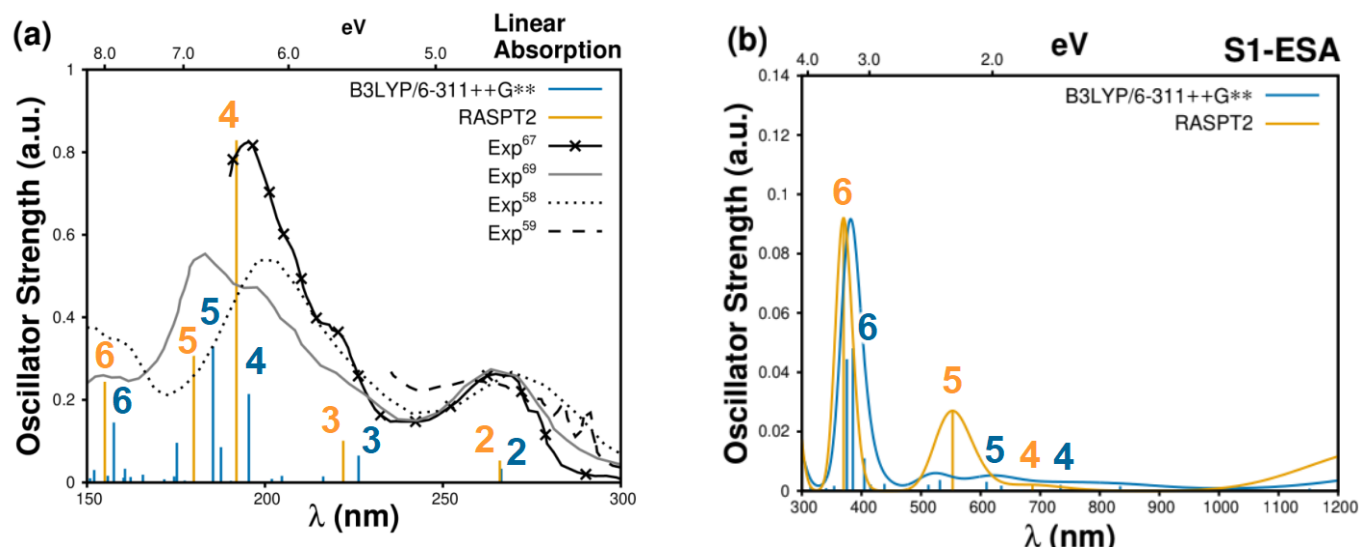 (a)
eV
Linear
Absorption
8.0 7.0 6.0 5.0
B3LYP/6-311++G**
RASPT2
Exp67
Exp69
Exp58
Exp59
Oscillator Strength (a.u.)
1
0.8
0.6
0.4
0.2
0
4
5
5
6
4
6
3
3
2
2
150 200 250 300
λ (nm)
(b)
eV
S1-ESA
4.0 3.0 2.0
B3LYP/6-311++G**
RASPT2
Oscillator Strength (a.u.)
0.14
0.12
0.1
0.08
0.06
0.04
0.02
0
6
6
5
5
4
4
300 400 500 600 700 800 900 1000 1100 1200
λ (nm)